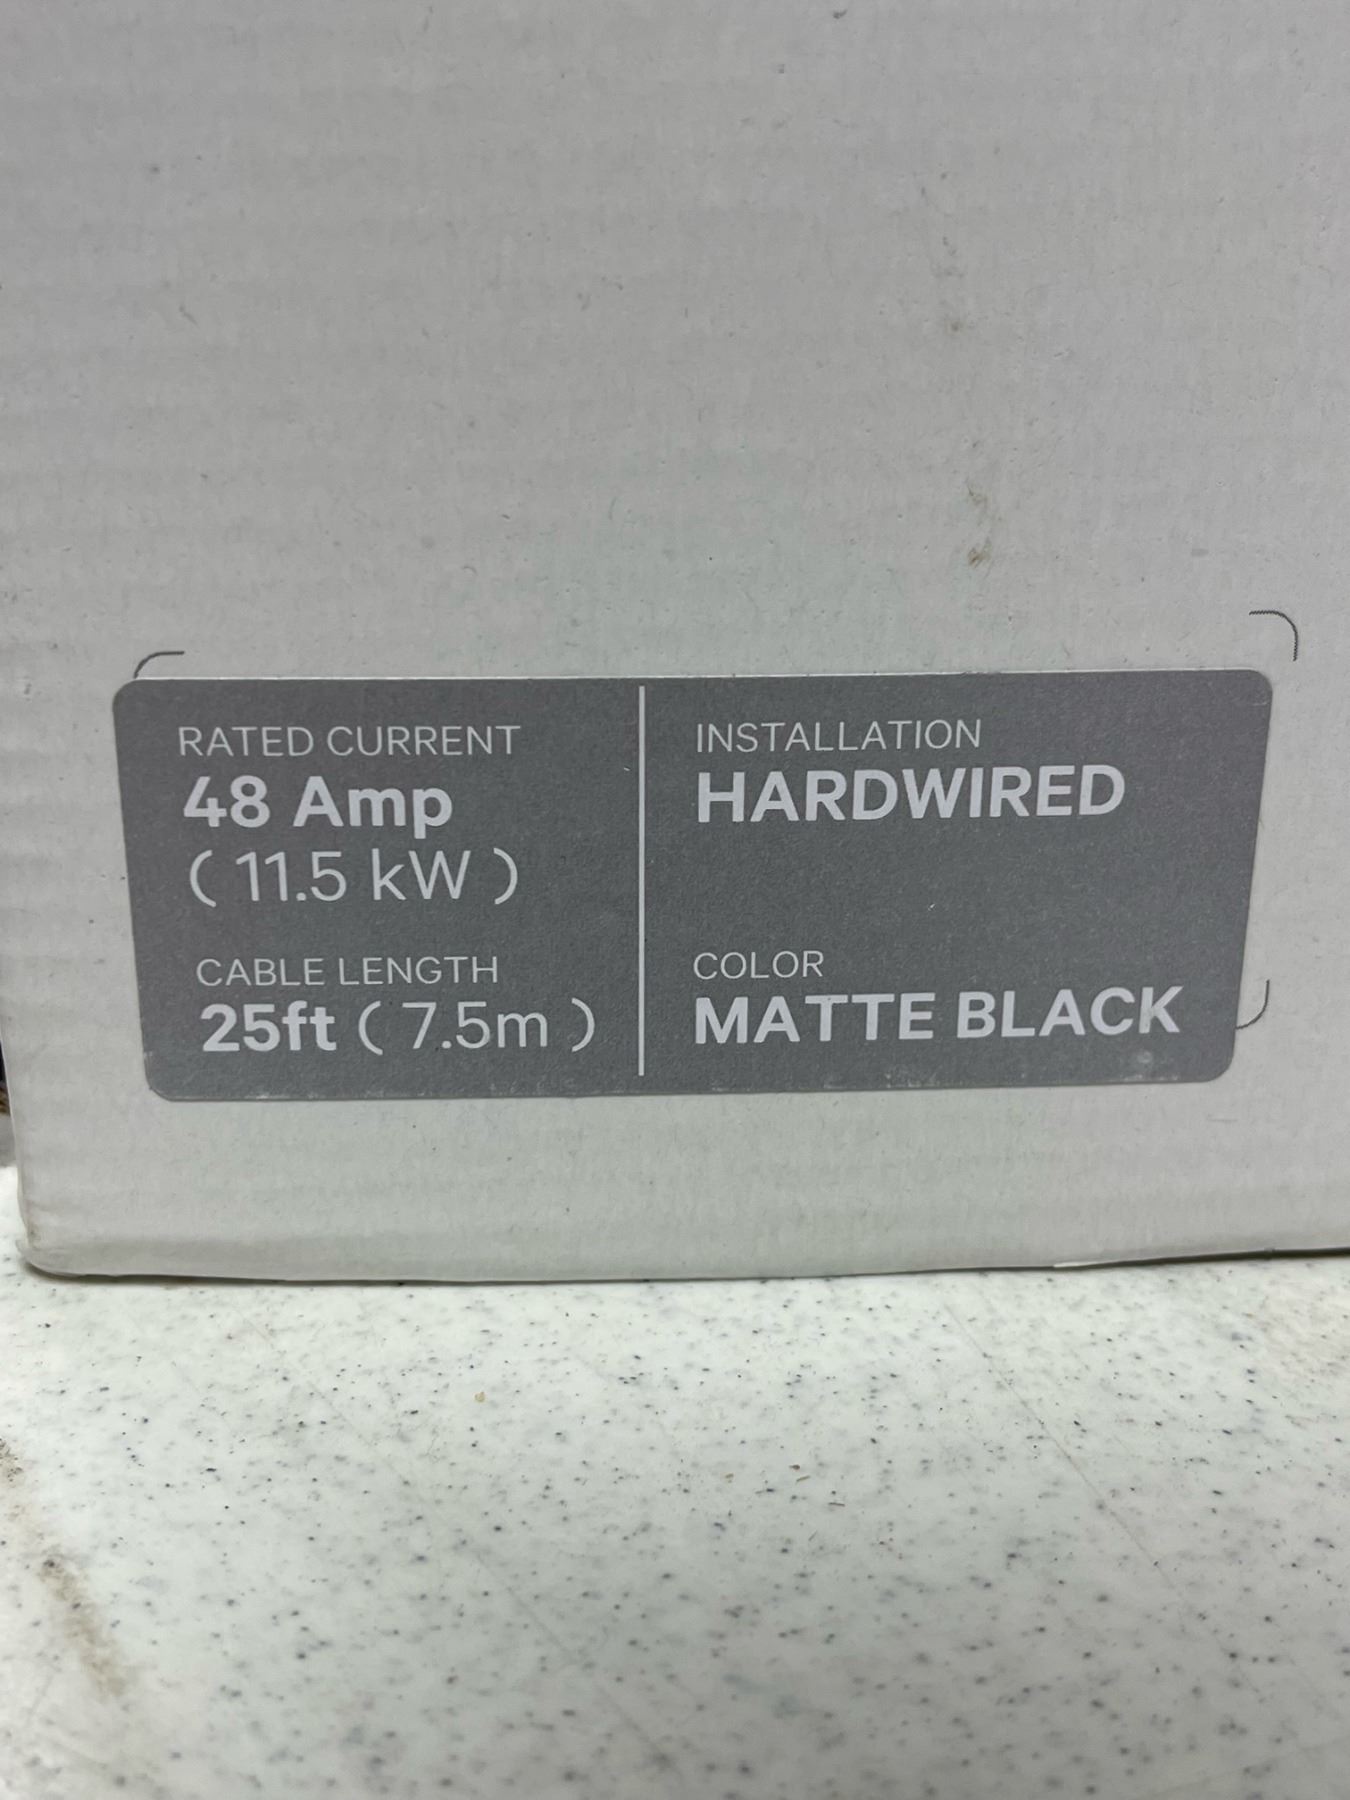 RATED CURRENT
48 Amp
( 11.5 kW )
CABLE LENGTH
25ft ( 7.5m )
INSTALLATION
HARDWIRED
COLOR
MATTE BLACK